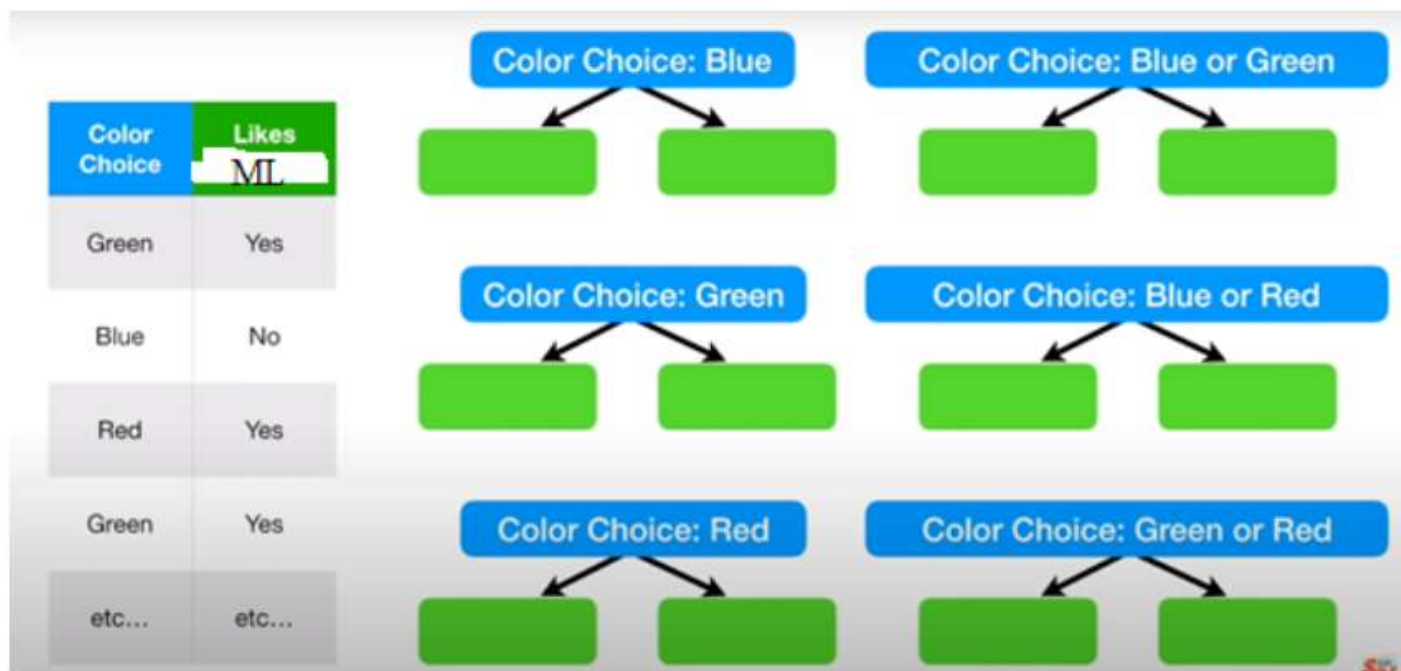 Color Choice: Blue
Color Choice: Blue or Green
Color
Choice
Likes
ML
Green Yes
Blue No
Red Yes
Green Yes
etc... etc...
Color Choice: Green
Color Choice: Blue or Red
Color Choice: Red
Color Choice: Green or Red